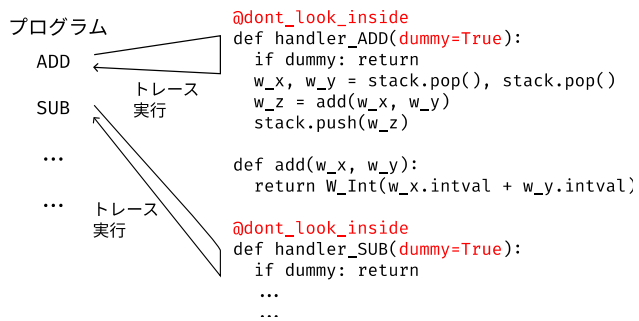 プログラム
ADD
SUB
...
...
トレース
実行
トレース
実行
@dont_look_inside
def handler_ADD(dummy=True):
  if dummy: return
  w_x, w_y = stack.pop(), stack.pop()
  w_z = add(w_x, w_y)
  stack.push(w_z)
def add(w_x, w_y):
  return W_Int(w_x.intval + w_y.intval)
@dont_look_inside
def handler_SUB(dummy=True):
  if dummy: return
  ...
  ...